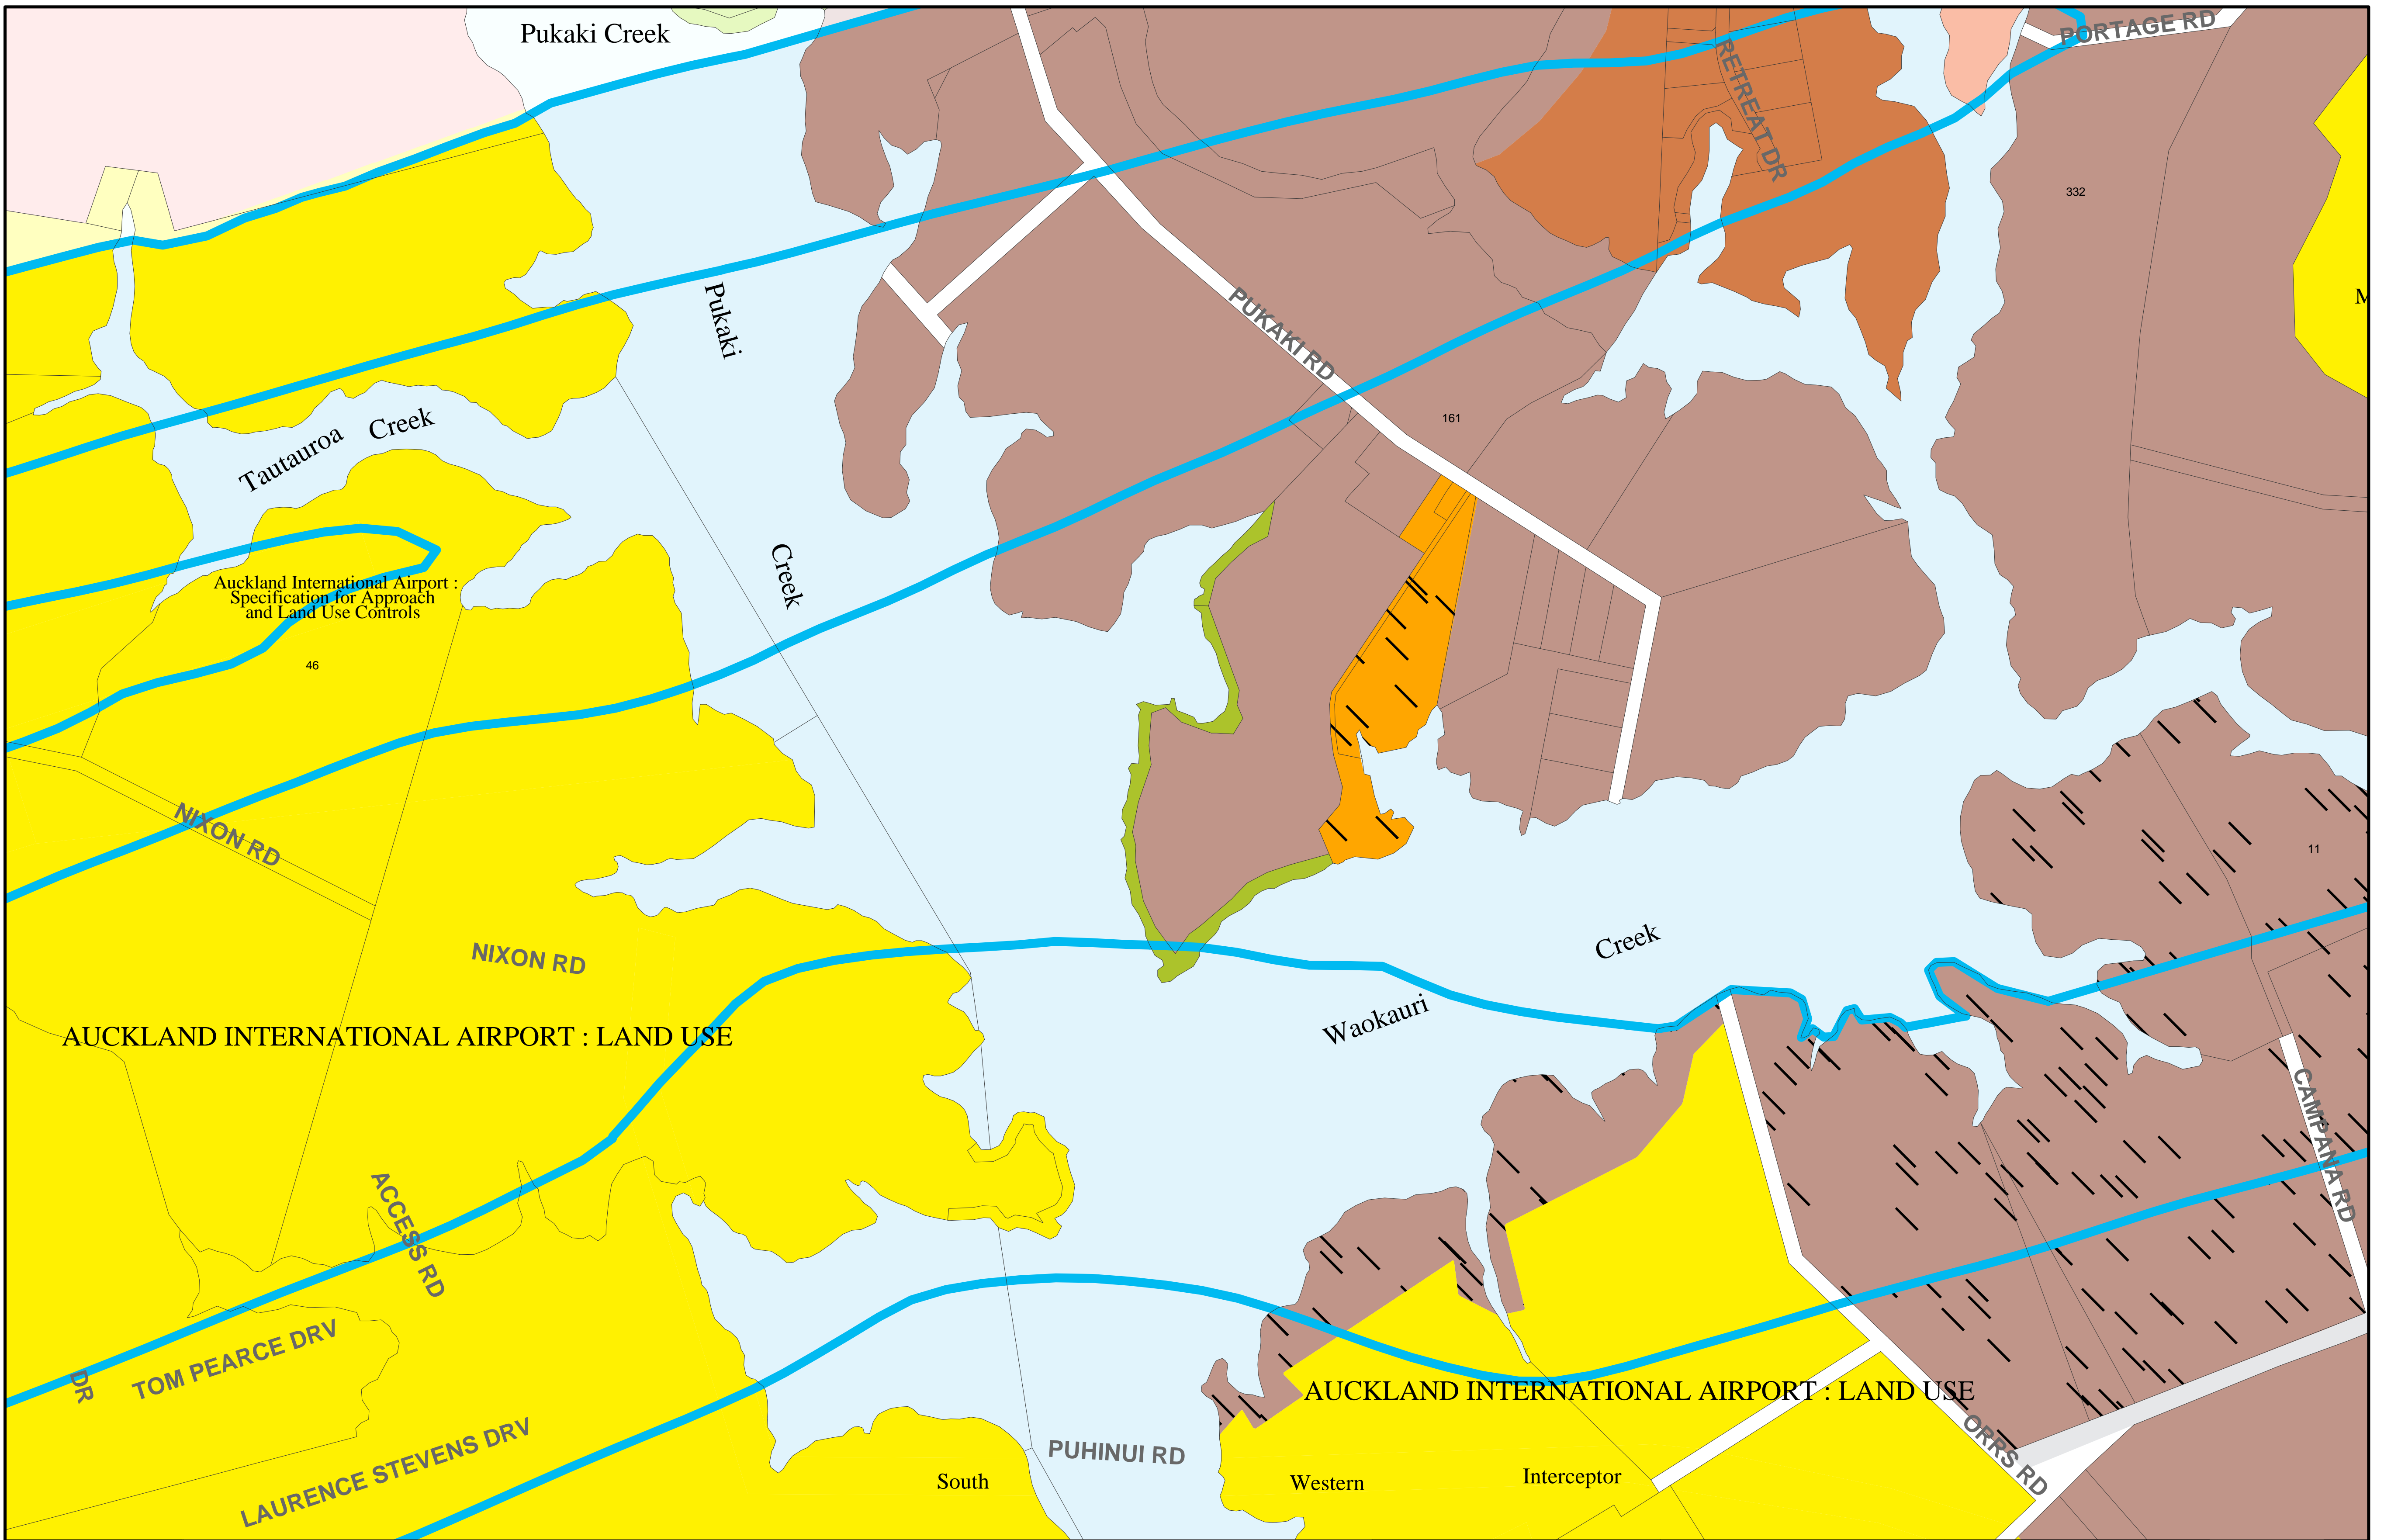 Pukaki Creek
PORTAGE RD
RETREAT DR
332
M
Pukaki
PUKAKI RD
161
Tautauroa Creek
Creek
Auckland International Airport :
Specification for Approach
and Land Use Controls
46
NIXON RD
11
NIXON RD
Creek
Waokauri
AUCKLAND INTERNATIONAL AIRPORT : LAND USE
CAMPANA RD
ACCESS RD
TOM PEARCE DRV
DR
AUCKLAND INTERNATIONAL AIRPORT : LAND USE
ORRS RD
LAURENCE STEVENS DRV
PUHINUI RD
South Western Interceptor